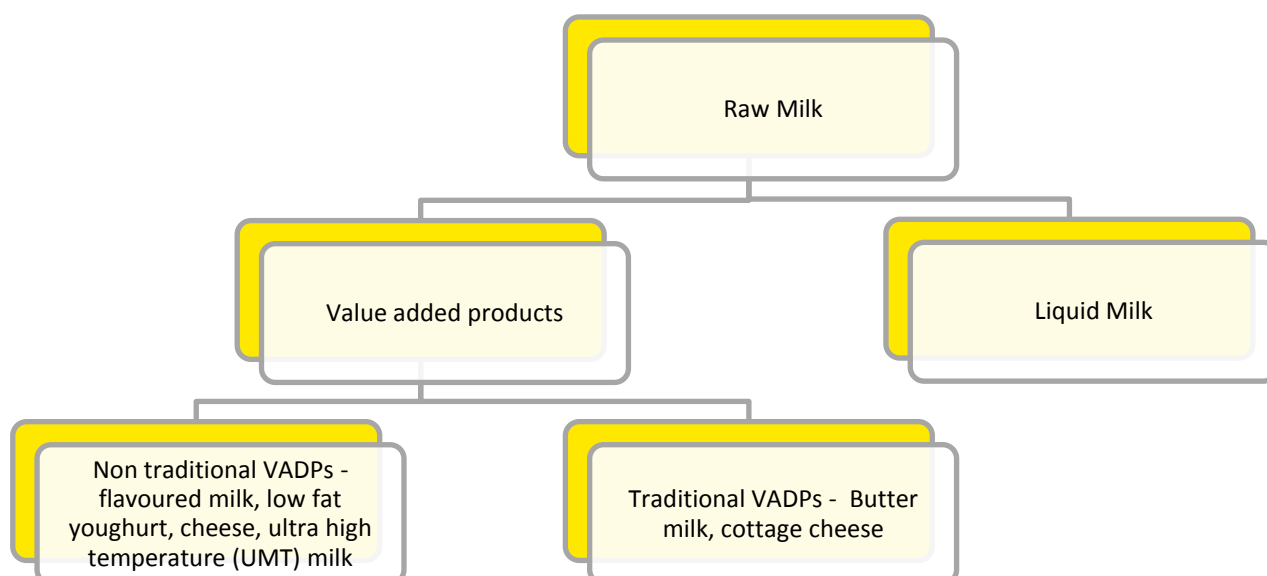 Raw Milk
Value added products
Liquid Milk
Non traditional VADPs -
flavoured milk, low fat
youghurt, cheese, ultra high
temperature (UMT) milk
Traditional VADPs -  Butter
milk, cottage cheese